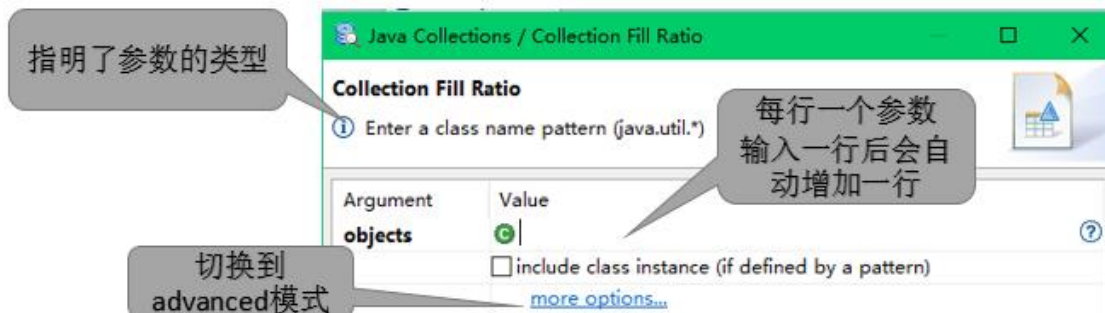 Java Collections / Collection Fill Ratio
指明了参数的类型
Collection Fill Ratio
Enter a class name pattern (java.util.*)
每行一个参数
输入一行后会自
动增加一行
Argument Value
objects
include class instance (if defined by a pattern)
切换到
advanced模式
more options...